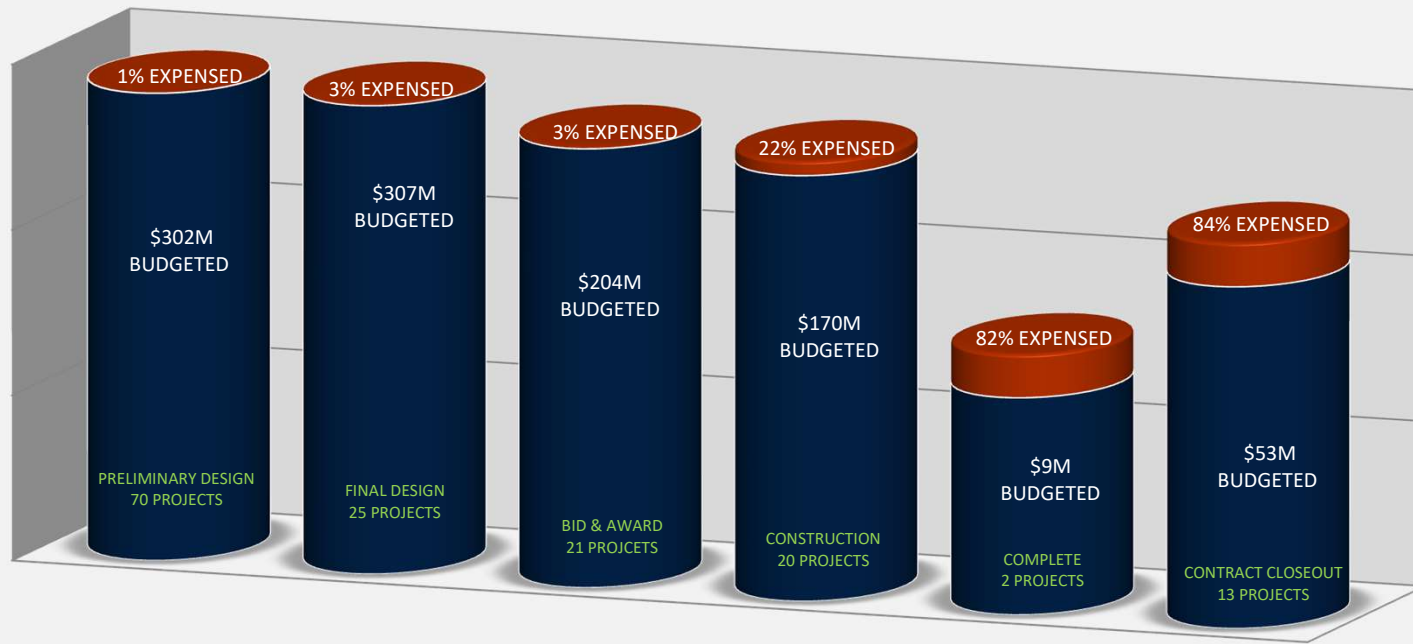 1% EXPENSED
$302M
BUDGETED
PRELIMINARY DESIGN
70 PROJECTS
3% EXPENSED
$307M
BUDGETED
FINAL DESIGN
25 PROJECTS
3% EXPENSED
$204M
BUDGETED
BID & AWARD
21 PROJCETS
22% EXPENSED
$170M
BUDGETED
CONSTRUCTION
20 PROJECTS
82% EXPENSED
$9M
BUDGETED
COMPLETE
2 PROJECTS
84% EXPENSED
$53M
BUDGETED
CONTRACT CLOSEOUT
13 PROJECTS